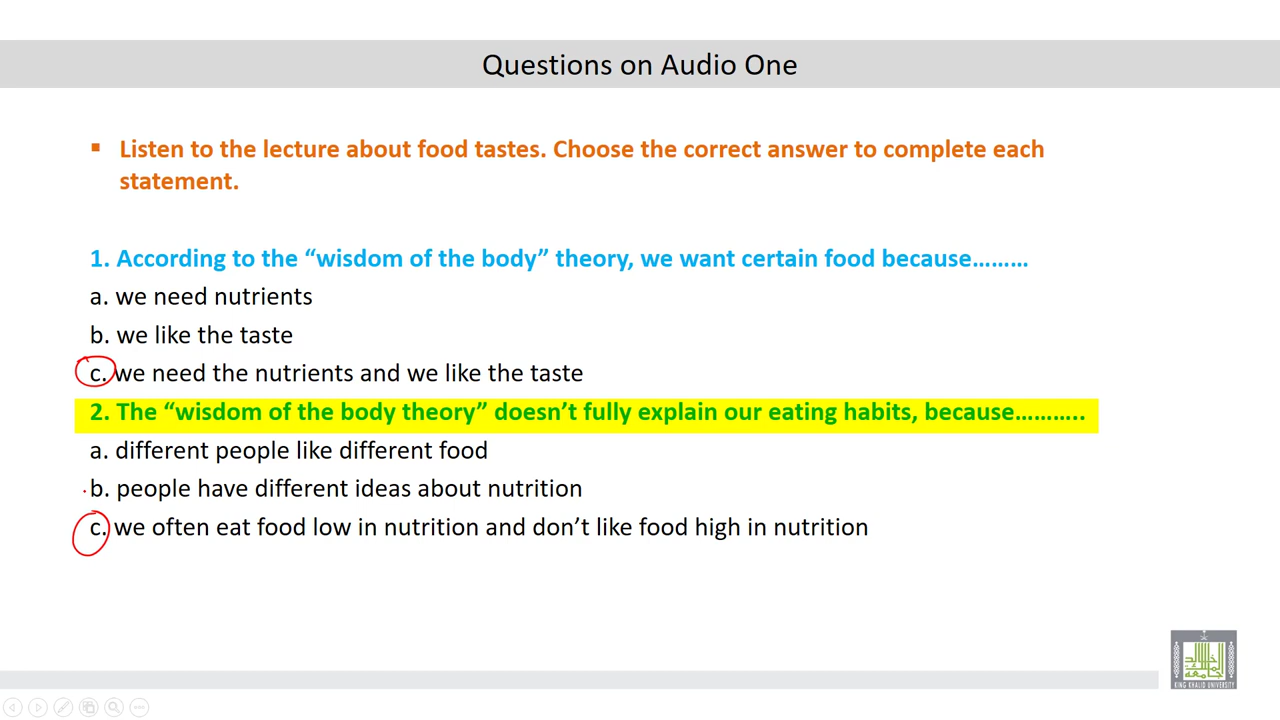 Questions on Audio One
▪ Listen to the lecture about food tastes. Choose the correct answer to complete each
statement.
1. According to the “wisdom of the body” theory, we want certain food because………
a. we need nutrients
b. we like the taste
c. we need the nutrients and we like the taste
2. The “wisdom of the body theory” doesn’t fully explain our eating habits, because………..
a. different people like different food
b. people have different ideas about nutrition
c. we often eat food low in nutrition and don’t like food high in nutrition
KING KHALID UNIVERSITY